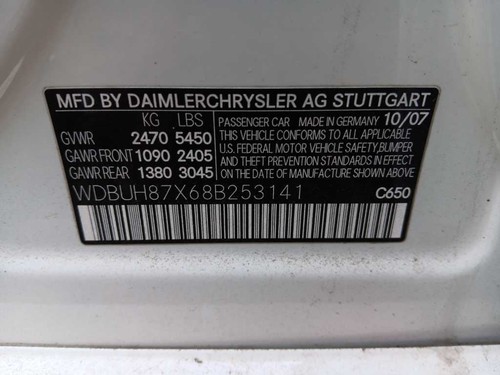 MFD BY DAIMLERCHRYSLER AG STUTTGART
KG LBS
GVWR 2470 5450
GAWR FRONT 1090 2405
GAWR REAR 1380 3045
PASSENGER CAR MADE IN GERMANY 10/07
THIS VEHICLE CONFORMS TO ALL APPLICABLE
U.S. FEDERAL MOTOR VEHICLE SAFETY, BUMPER,
AND THEFT PREVENTION STANDARDS IN EFFECT ON
THE DATE OF MANUFACTURE SHOWN ABOVE.
WDBUH87X68B253141 C650